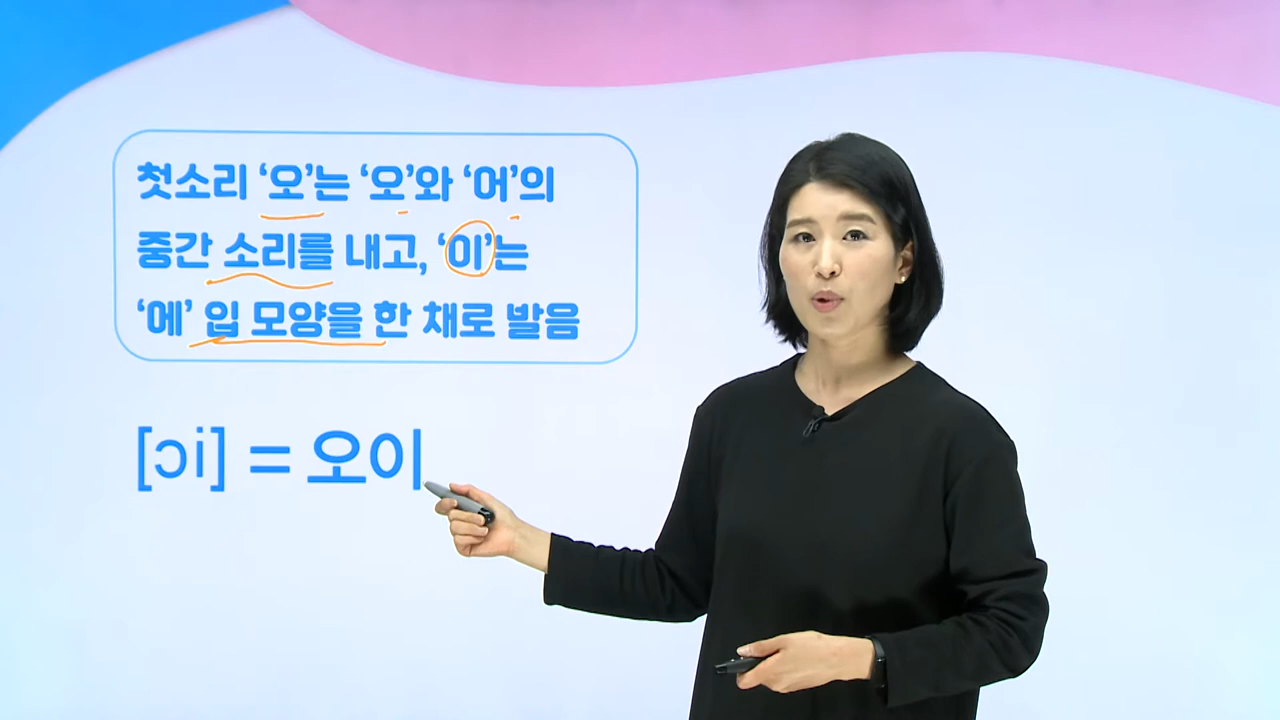 첫소리 ‘오’는 ‘오’와 ‘어’의
중간 소리를 내고, ‘이’는
‘에’ 입 모양을 한 채로 발음
[ɔi] = 오이